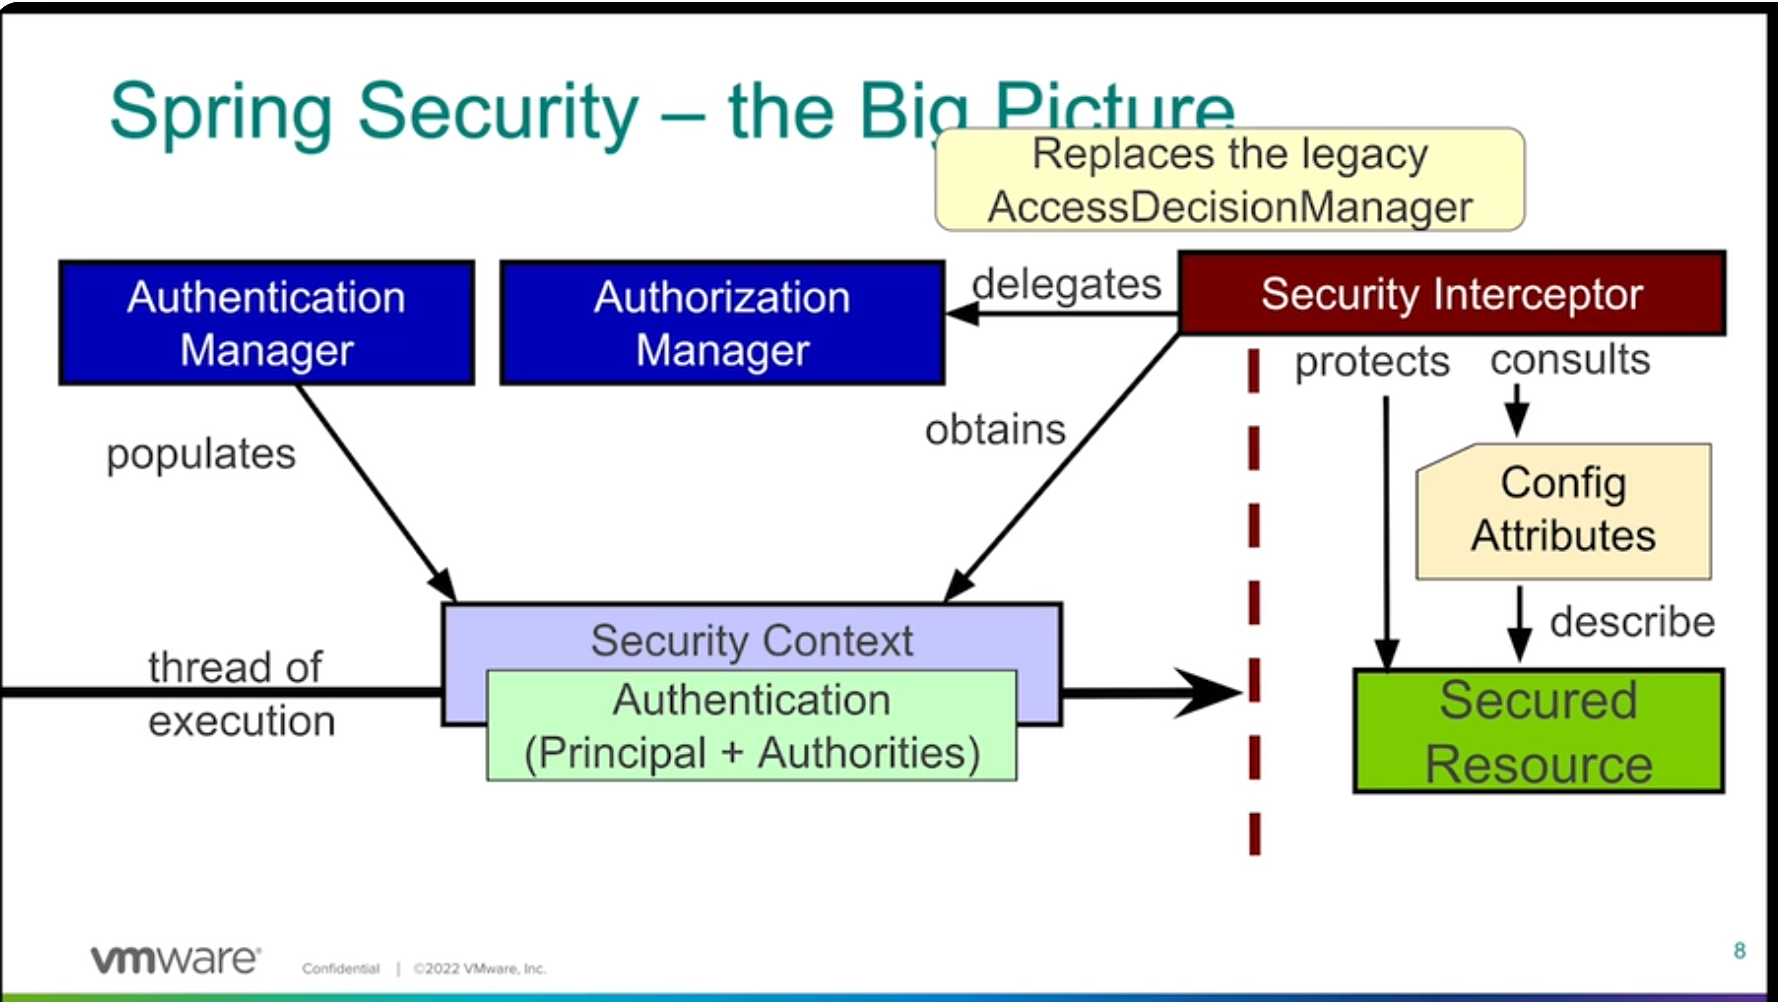 Spring Security – the Big Picture
Replaces the legacy
AccessDecisionManager
Authentication
Manager
Authorization
Manager
delegates
Security Interceptor
protects
consults
populates
obtains
Config
Attributes
describe
thread of
execution
Security Context
Authentication
(Principal + Authorities)
Secured
Resource
vmware®
Confidential | ©2022 VMware, Inc.
8